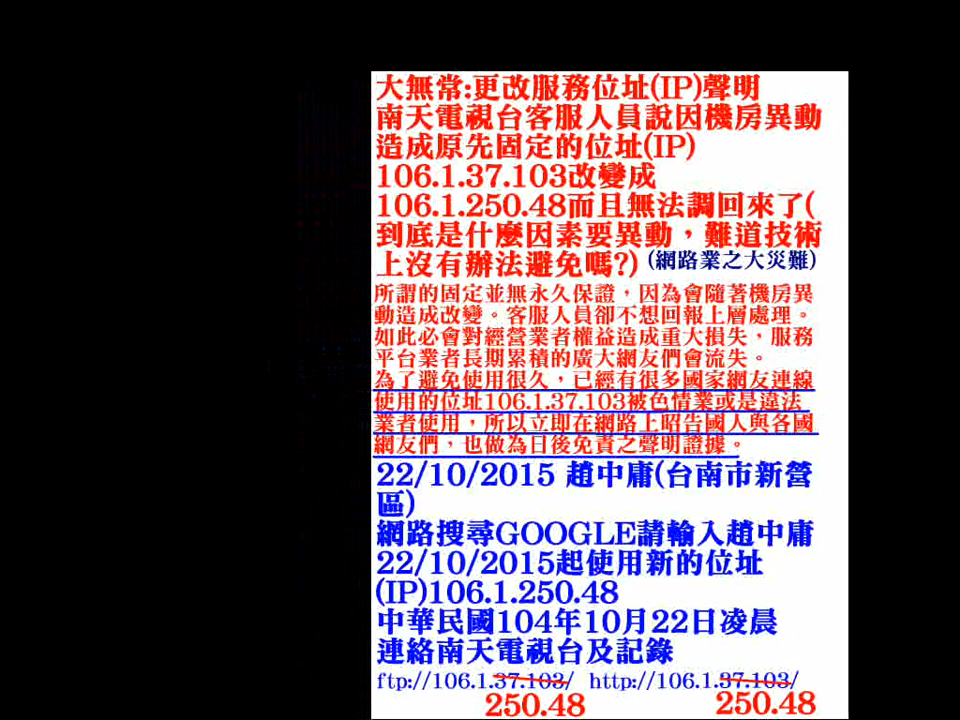 大無常:更改服務位址(IP)聲明
南天電視台客服人員說因機房異動
造成原先固定的位址(IP)
106.1.37.103改變成
106.1.250.48而且無法調回來了(
到底是什麼因素要異動，難道技術
上沒有辦法避免嗎?) (網路業之大災難)
所謂的固定並無永久保證，因為會隨著機房異
動造成改變。客服人員卻不想回報上層處理。
如此必會對經營業者權益造成重大損失，服務
平台業者長期累積的廣大網友們會流失。
為了避免使用很久，已經有很多國家網友連線
使用的位址106.1.37.103被色情業或是違法
業者使用，所以立即在網路上昭告國人與各國
網友們，也做為日後免責之聲明證據。
22/10/2015 趙中庸(台南市新營
區)
網路搜尋GOOGLE請輸入趙中庸
22/10/2015起使用新的位址
(IP)106.1.250.48
中華民國104年10月22日凌晨
連絡南天電視台及記錄
ftp://106.1.37.103/ http://106.1.37.103/
250.48 250.48